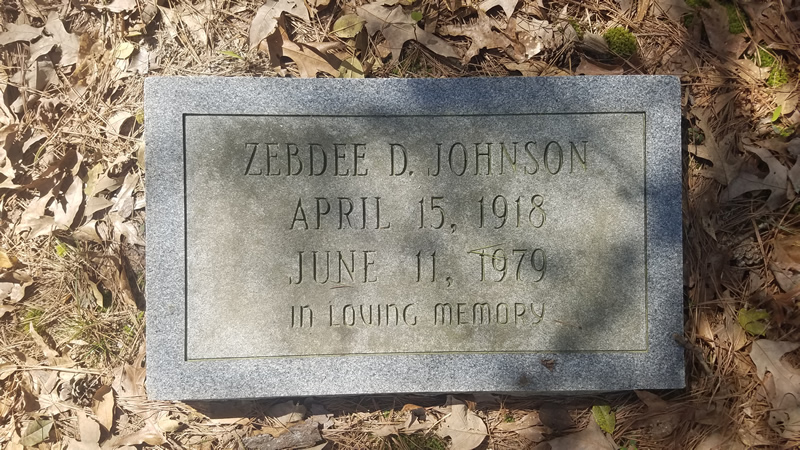 ZEBDEE D. JOHNSON
APRIL 15, 1918
JUNE 11, 1979
IN LOVING MEMORY